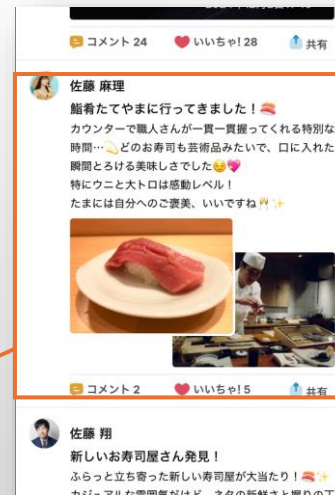 コメント 24 いいちゃ! 28 共有
佐藤 麻理
鮨肴たてやまに行ってきました!🍣
カウンターで職人さんが一貫一貫握ってくれる特別な
時間…💫どのお寿司も芸術品みたいで、口に入れた
瞬間とろける美味しさでした😌💖
特にウニと大トロは感動レベル!
たまには自分へのご褒美、いいですね🥂✨
コメント 2 いいちゃ! 5 共有
佐藤 翔
新しいお寿司屋さん発見!
ふらっと立ち寄った新しい寿司屋が大当たり!🍣✨